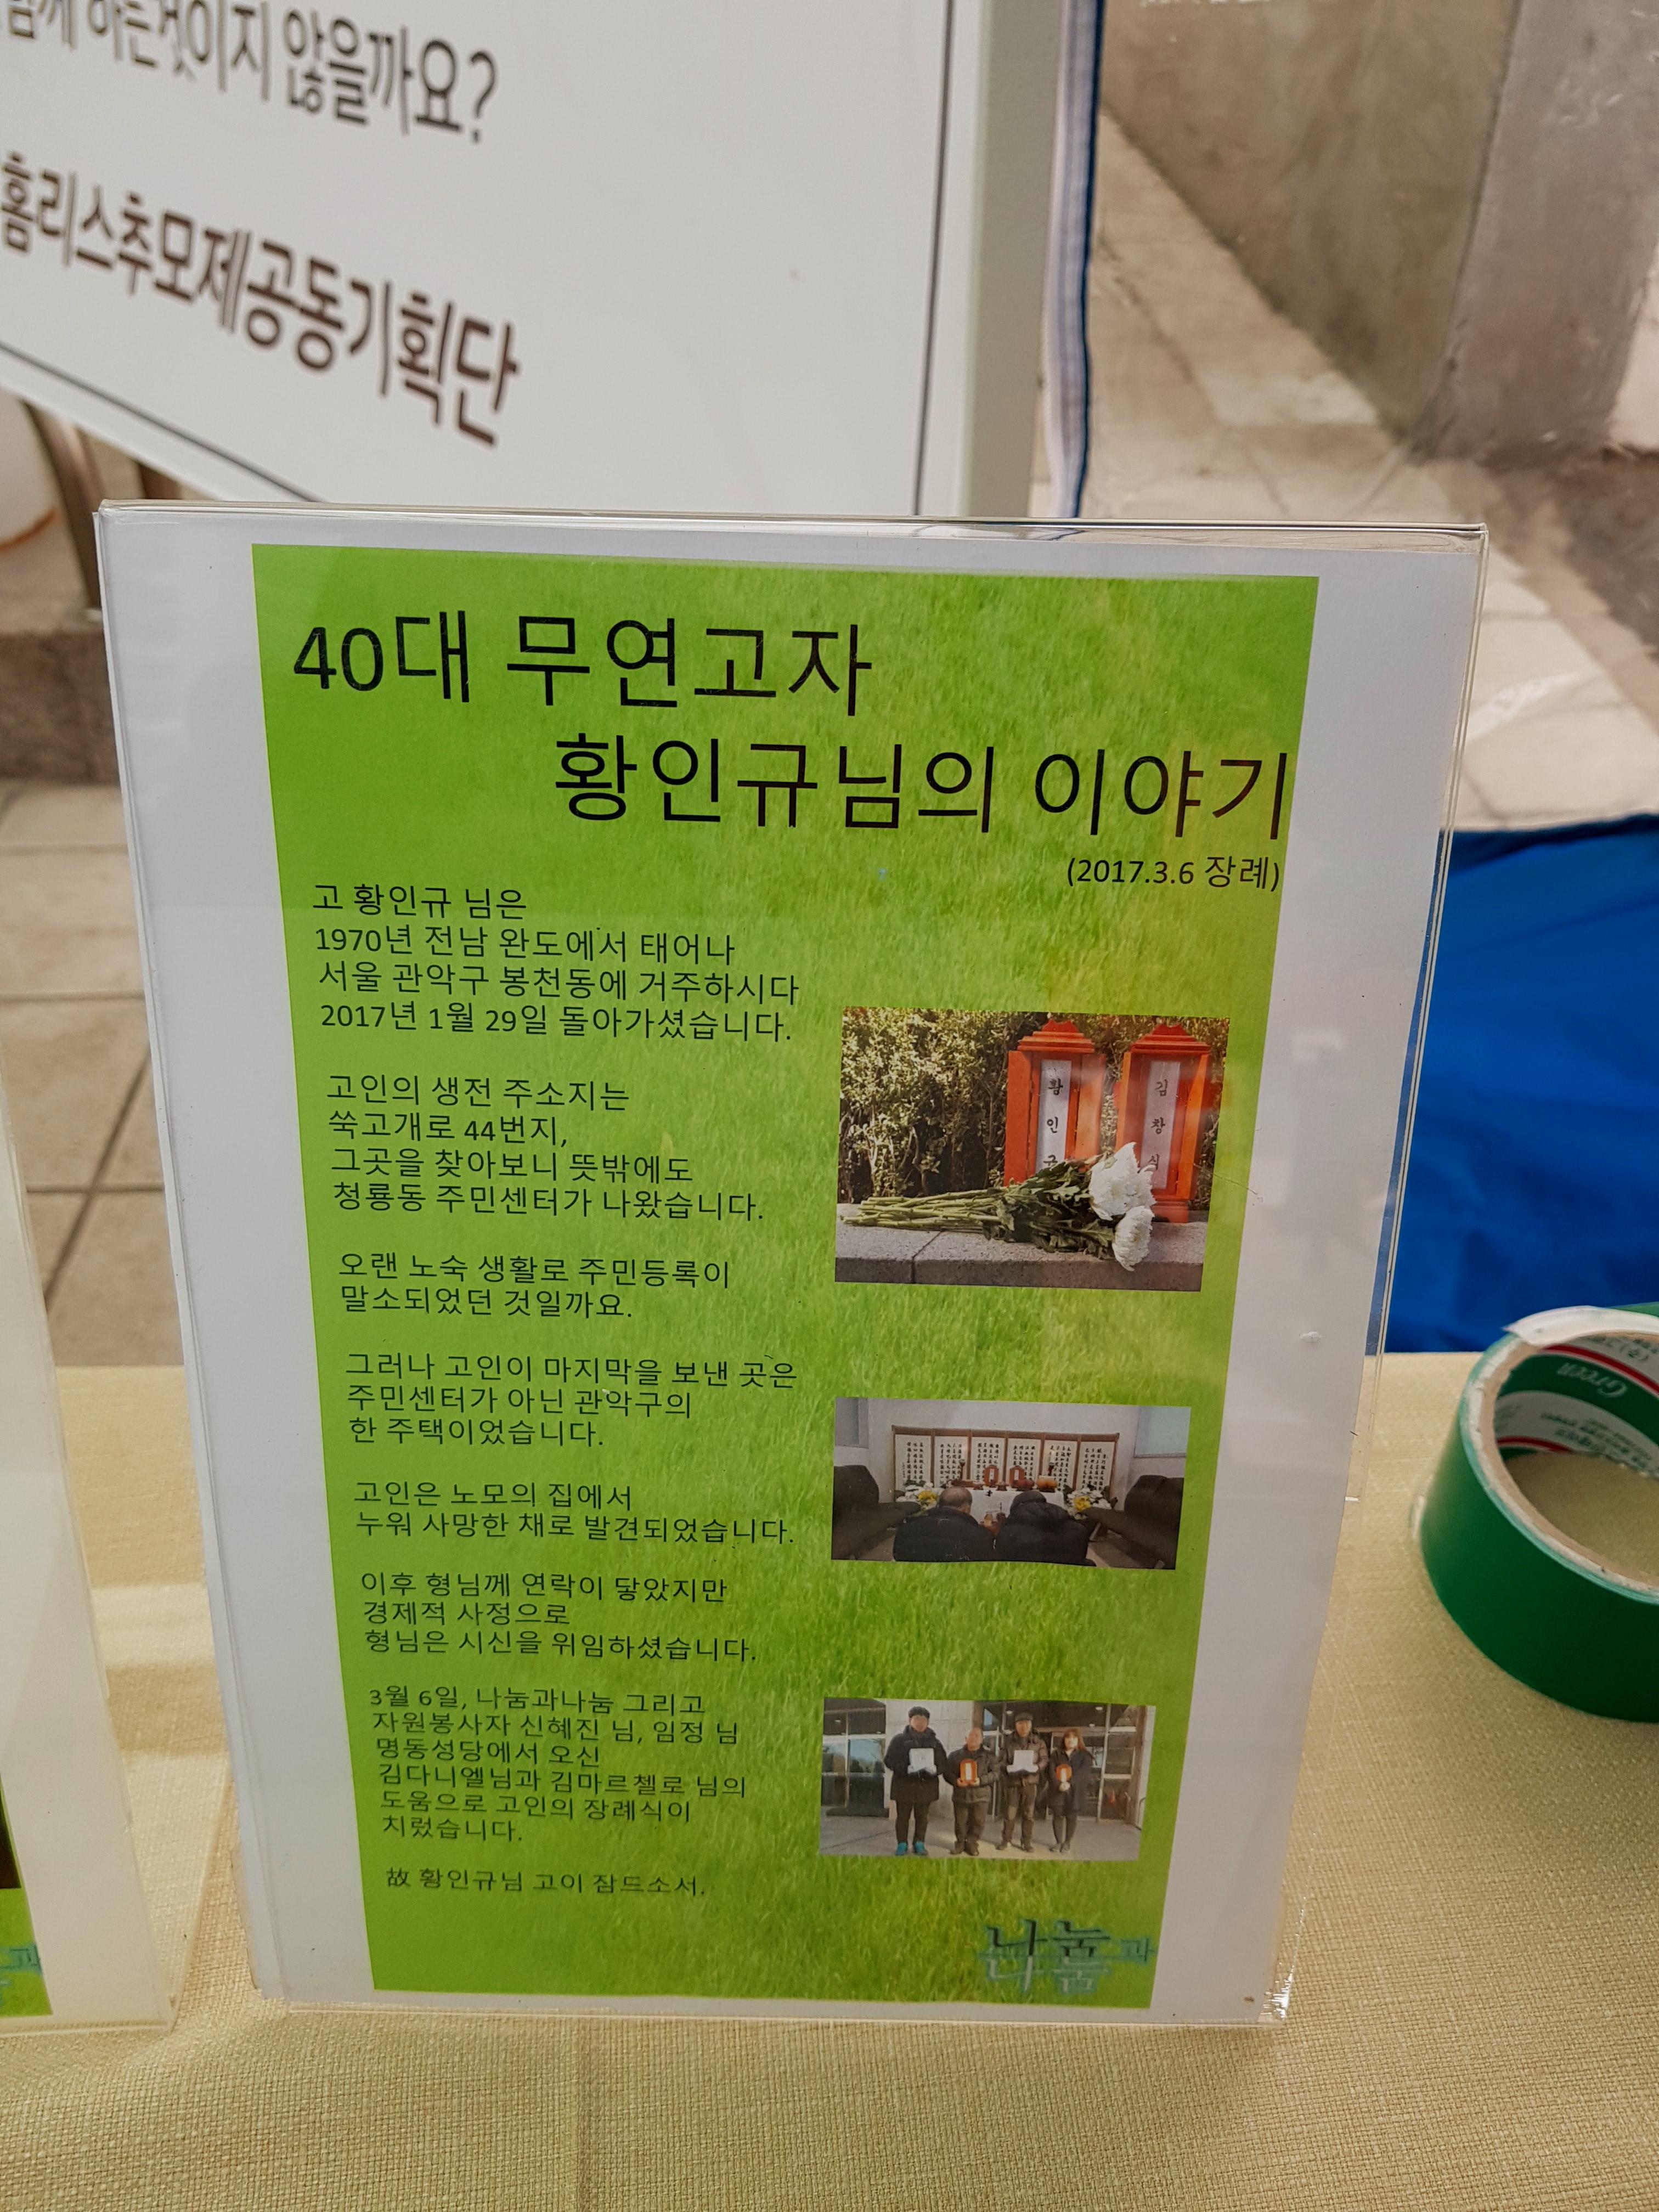 하는것이지 않을까요?
홈리스추모제공동기획단
40대 무연고자
황인규님의 이야기
(2017.3.6 장례)
고 황인규 님은
1970년 전남 완도에서 태어나
서울 관악구 봉천동에 거주하시다
2017년 1월 29일 돌아가셨습니다.
고인의 생전 주소지는
쑥고개로 44번지,
그곳을 찾아보니 뜻밖에도
청룡동 주민센터가 나왔습니다.
오랜 노숙 생활로 주민등록이
말소되었던 것일까요.
그러나 고인이 마지막을 보낸 곳은
주민센터가 아닌 관악구의
한 주택이었습니다.
고인은 노모의 집에서
누워 사망한 채로 발견되었습니다.
이후 형님께 연락이 닿았지만
경제적 사정으로
형님은 시신을 위임하셨습니다.
3월 6일, 나눔과나눔 그리고
자원봉사자 신혜진 님, 임정 님
명동성당에서 오신
김다니엘님과 김마르첼로 님의
도움으로 고인의 장례식이
치렀습니다.
故 황인규님 고이 잠드소서.
황인규
김창식
나눔과
나눔
Green